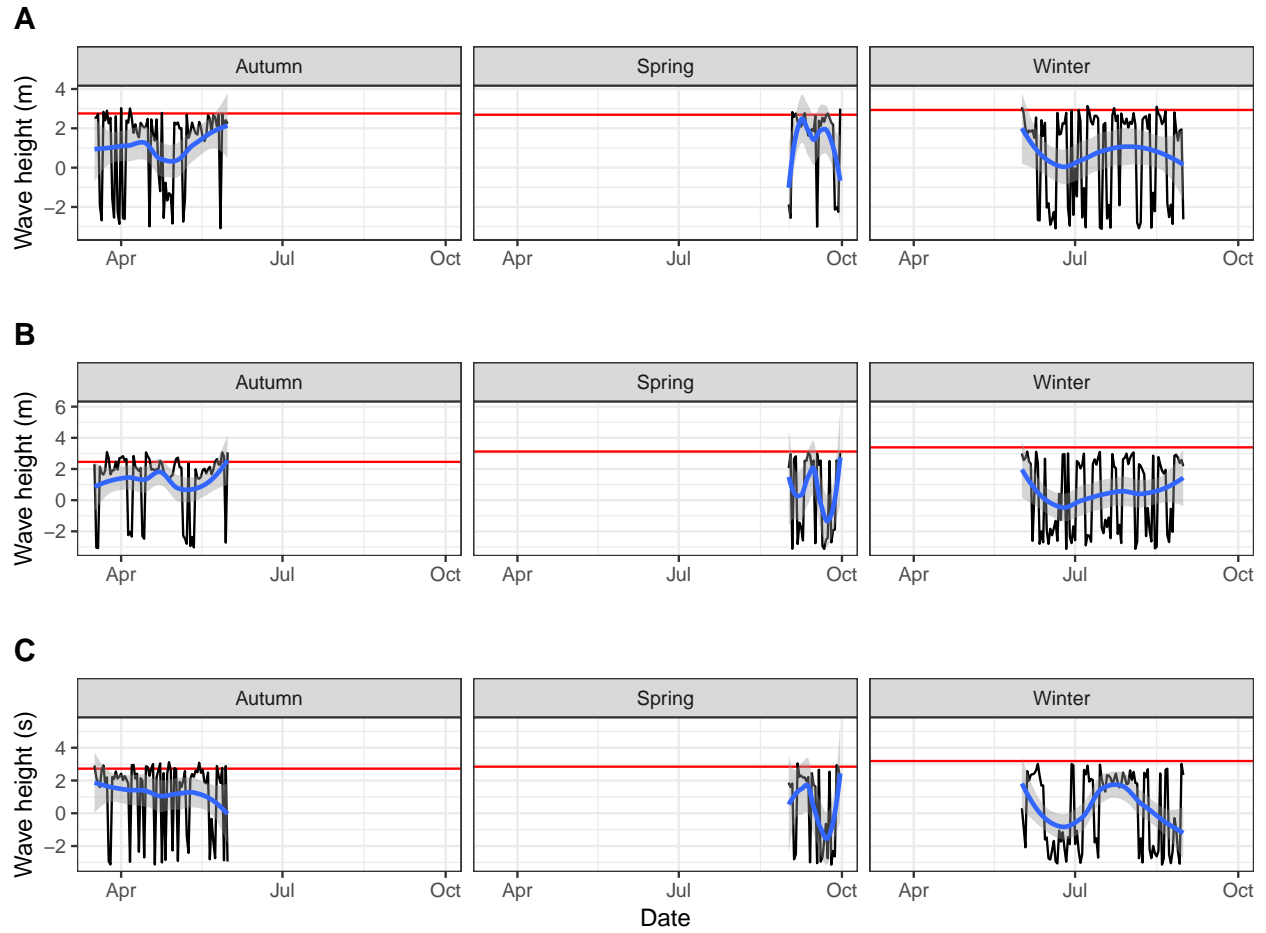 A
Autumn Spring Winter
Wave height (m)
4
2
0
−2
Apr Jul Oct Apr Jul Oct Apr Jul Oct
B
Autumn Spring Winter
Wave height (m)
6
4
2
0
−2
Apr Jul Oct Apr Jul Oct Apr Jul Oct
C
Autumn Spring Winter
Wave height (s)
4
2
0
−2
Apr Jul Oct Apr Jul Oct Apr Jul Oct
Date